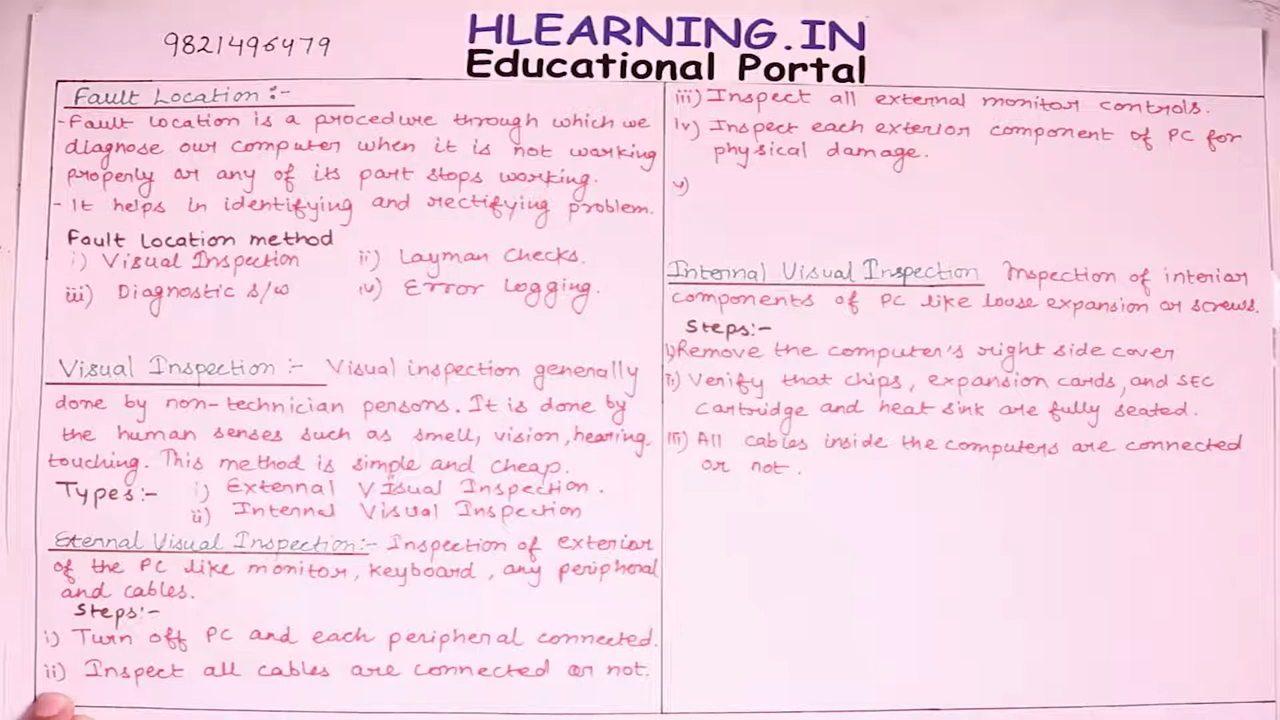 9821496479
HLEARNING.IN
Educational Portal
Fault Location :-
- Fault Location is a procedure through which we
diagnose our computer when it is not working
properly or any of its part stops working.
- It helps in identifying and rectifying problem.
Fault Location method
i) Visual Inspection ii) Layman Checks.
iii) Diagnostic s/w iv) Error Logging.
Visual Inspection :- Visual inspection generally
done by non-technician persons. It is done by
the human senses such as smell, vision, hearing
touching. This method is simple and cheap.
Types:- i) External Visual Inspection.
ii) Internal Visual Inspection
Eternal Visual Inspection:- Inspection of exterior
of the PC like monitor, keyboard, any peripheral
and cables.
Steps:-
i) Turn off PC and each peripheral connected.
ii) Inspect all cables are connected or not.
iii) Inspect all external monitor controls.
iv) Inspect each exterior component of PC for
physical damage.
v)
Internal Visual Inspection Inspection of interior
components of PC like loose expansion or screws.
Steps:-
i) Remove the computer's right side cover
ii) Verify that chips, expansion cards, and SEC
Cartridge and heat sink are fully seated.
iii) All cables inside the computers are connected
or not.